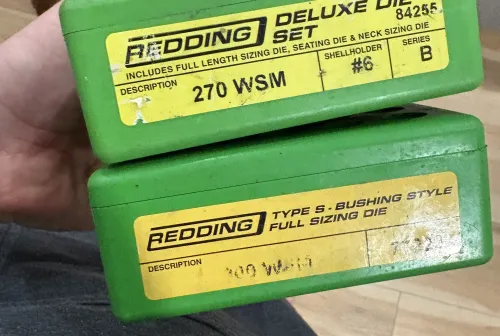 REDDING DELUXE DIE SET 84255
INCLUDES FULL LENGTH SIZING DIE, SEATING DIE & NECK SIZING DIE
DESCRIPTION 270 WSM SHELLHOLDER #6 SERIES B
REDDING TYPE S - BUSHING STYLE
FULL SIZING DIE
DESCRIPTION